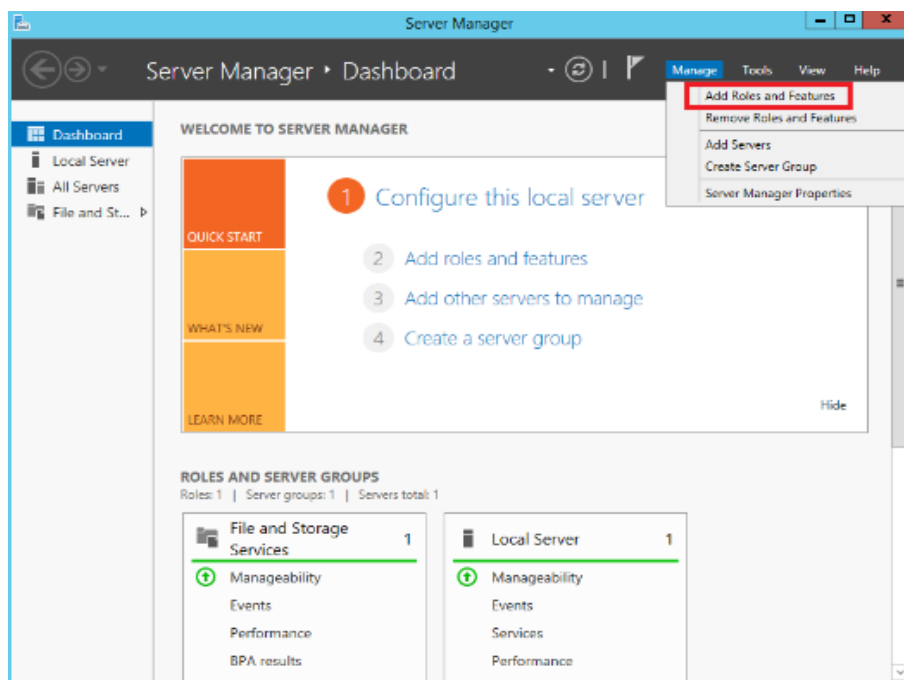 Server Manager
Server Manager ‣ Dashboard
Manage Tools View Help
Add Roles and Features
Remove Roles and Features
Add Servers
Create Server Group
Server Manager Properties
Dashboard
Local Server
All Servers
File and St...
WELCOME TO SERVER MANAGER
QUICK START
WHAT'S NEW
LEARN MORE
1 Configure this local server
2 Add roles and features
3 Add other servers to manage
4 Create a server group
Hide
ROLES AND SERVER GROUPS
Roles: 1 | Server groups: 1 | Servers total: 1
File and Storage
Services
1
Manageability
Events
Performance
BPA results
Local Server 1
Manageability
Events
Services
Performance